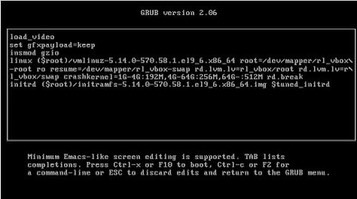 GRUB version 2.06
load_video
set gfxpayload=keep
insmod gzio
linux ($root)/vmlinuz-5.14.0-570.58.1.el9_6.x86_64 root=/dev/mapper/rl_vbox\
-root ro resume=/dev/mapper/rl_vbox-swap rd.lvm.lv=rl_vbox/root rd.lvm.lv=r\
l_vbox/swap crashkernel=1G-4G:192M,4G-64G:256M,64G-:512M rd.break
initrd ($root)/initramfs-5.14.0-570.58.1.el9_6.x86_64.img $tuned_initrd
Minimum Emacs-like screen editing is supported. TAB lists
completions. Press Ctrl-x or F10 to boot, Ctrl-c or F2 for
a command-line or ESC to discard edits and return to the GRUB menu.